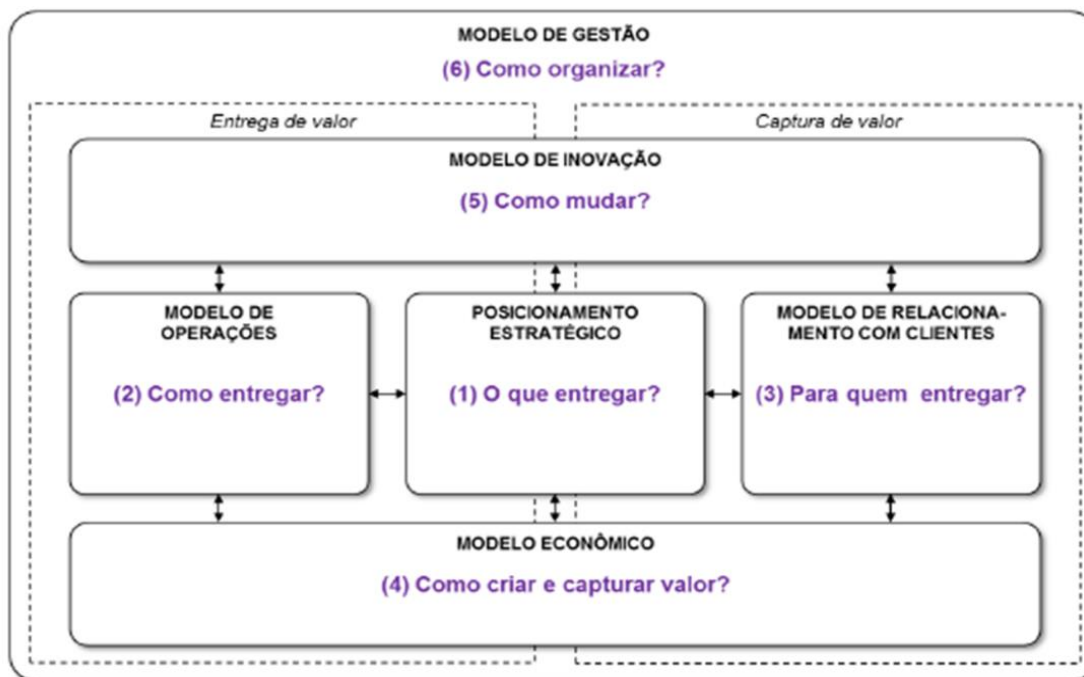 MODELO DE GESTÃO
(6) Como organizar?
Entrega de valor
Captura de valor
MODELO DE INOVAÇÃO
(5) Como mudar?
MODELO DE
OPERAÇÕES
(2) Como entregar?
POSICIONAMENTO
ESTRATÉGICO
(1) O que entregar?
MODELO DE RELACIONA-
MENTO COM CLIENTES
(3) Para quem entregar?
MODELO ECONÔMICO
(4) Como criar e capturar valor?